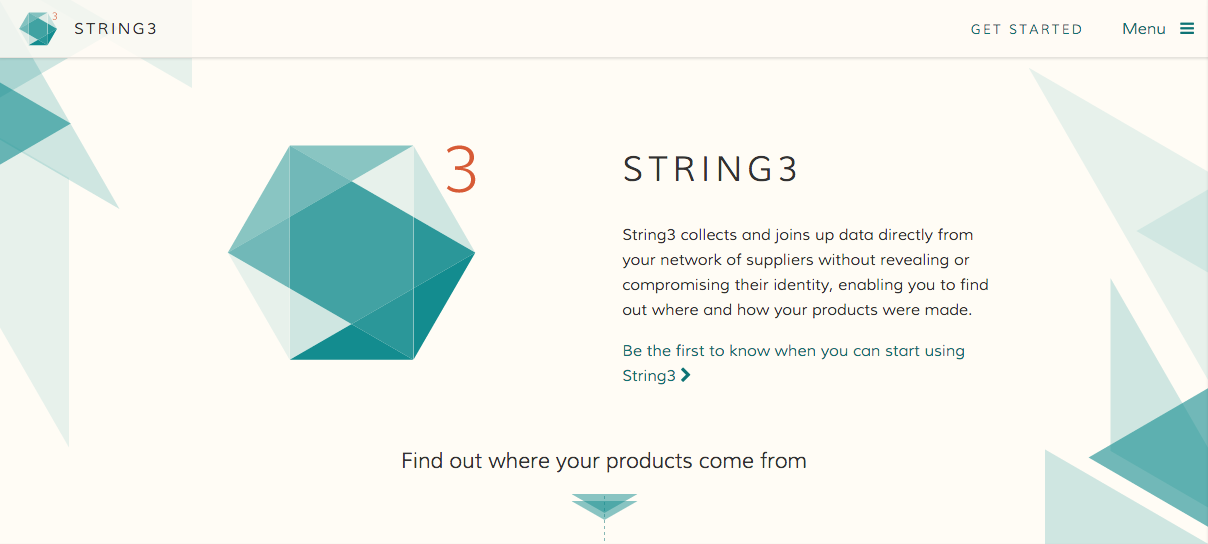 3
STRING3
GET STARTED
Menu
3
STRING3
String3 collects and joins up data directly from
your network of suppliers without revealing or
compromising their identity, enabling you to find
out where and how your products were made.
Be the first to know when you can start using
String3
Find out where your products come from